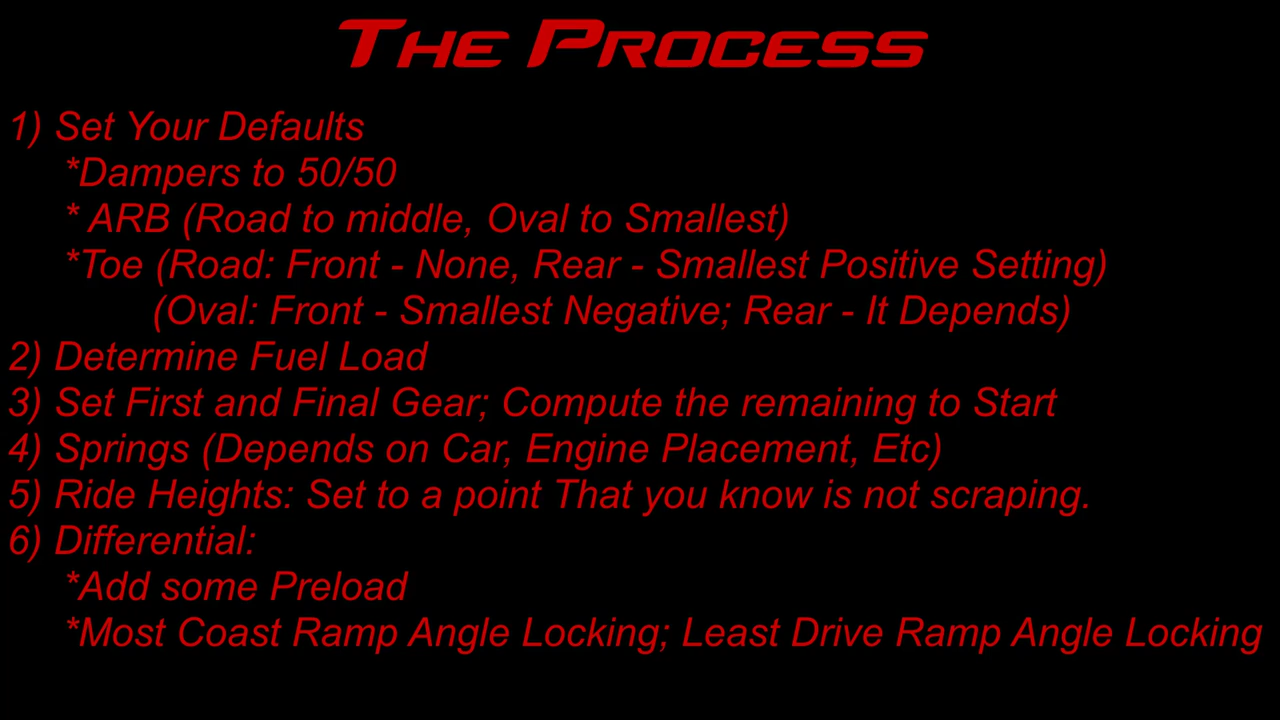 The Process
1) Set Your Defaults
*Dampers to 50/50
* ARB (Road to middle, Oval to Smallest)
*Toe (Road: Front - None, Rear - Smallest Positive Setting)
(Oval: Front - Smallest Negative; Rear - It Depends)
2) Determine Fuel Load
3) Set First and Final Gear; Compute the remaining to Start
4) Springs (Depends on Car, Engine Placement, Etc)
5) Ride Heights: Set to a point That you know is not scraping.
6) Differential:
*Add some Preload
*Most Coast Ramp Angle Locking; Least Drive Ramp Angle Locking